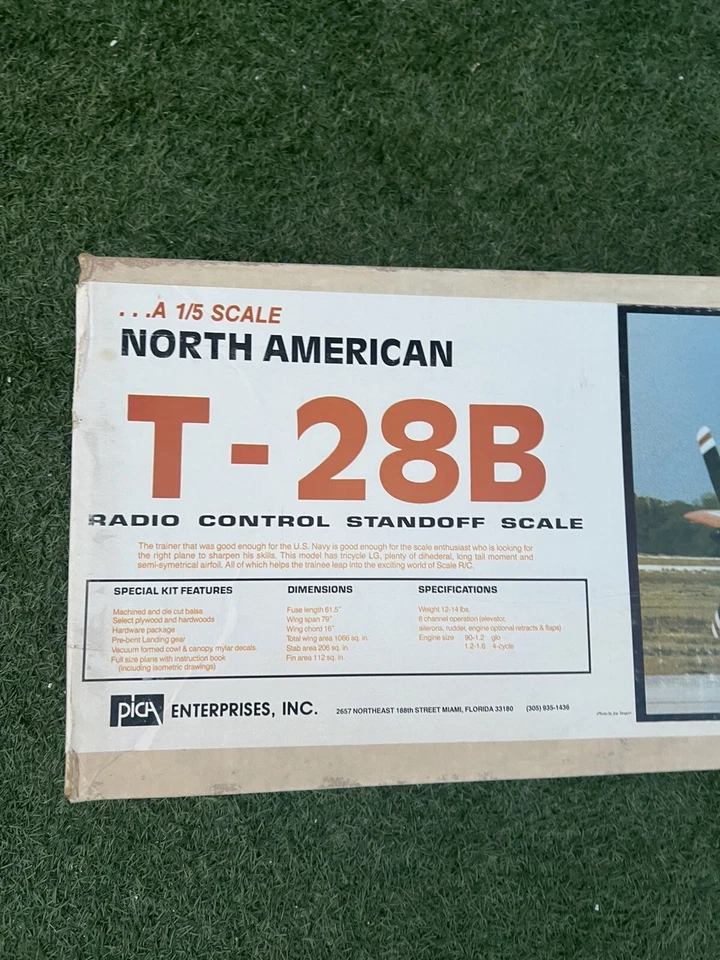 ...A 1/5 SCALE
NORTH AMERICAN
T-28B
RADIO CONTROL STANDOFF SCALE
The trainer that was good enough for the U.S. Navy is good enough for the scale enthusiast who is looking for
the right plane to sharpen his skills. This model has tricycle LG, plenty of dihederal, long tail moment and
semi-symetrical airfoil. All of which helps the trainee leap into the exciting world of Scale R/C.
SPECIAL KIT FEATURES
Machined and die cut balsa
Select plywood and hardwoods
Hardware package
Pre-bent Landing gear
Vacuum formed cowl & canopy, mylar decals
Full size plans with instruction book
(including isometric drawings)
DIMENSIONS
Fuse length 61.5"
Wing span 79"
Wing chord 16"
Total wing area 1066 sq. in.
Stab area 206 sq. in.
Fin area 112 sq. in.
SPECIFICATIONS
Weight 12-14 lbs.
6 channel operation (elevator,
ailerons, rudder, engine optional retracts & flaps)
Engine size 90-1.2 glo
1.2-1.6 4-cycle
pica ENTERPRISES, INC. 2657 NORTHEAST 188th STREET MIAMI, FLORIDA 33180 (305) 935-1436